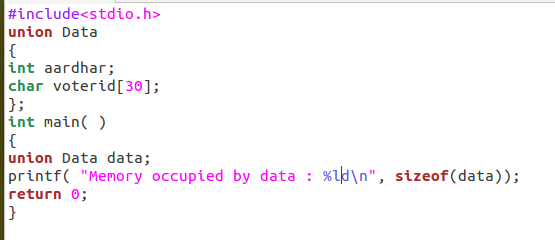 #include<stdio.h>
union Data
{
int aardhar;
char voterid[30];
};
int main( )
{
union Data data;
printf( "Memory occupied by data : %ld\n", sizeof(data));
return 0;
}